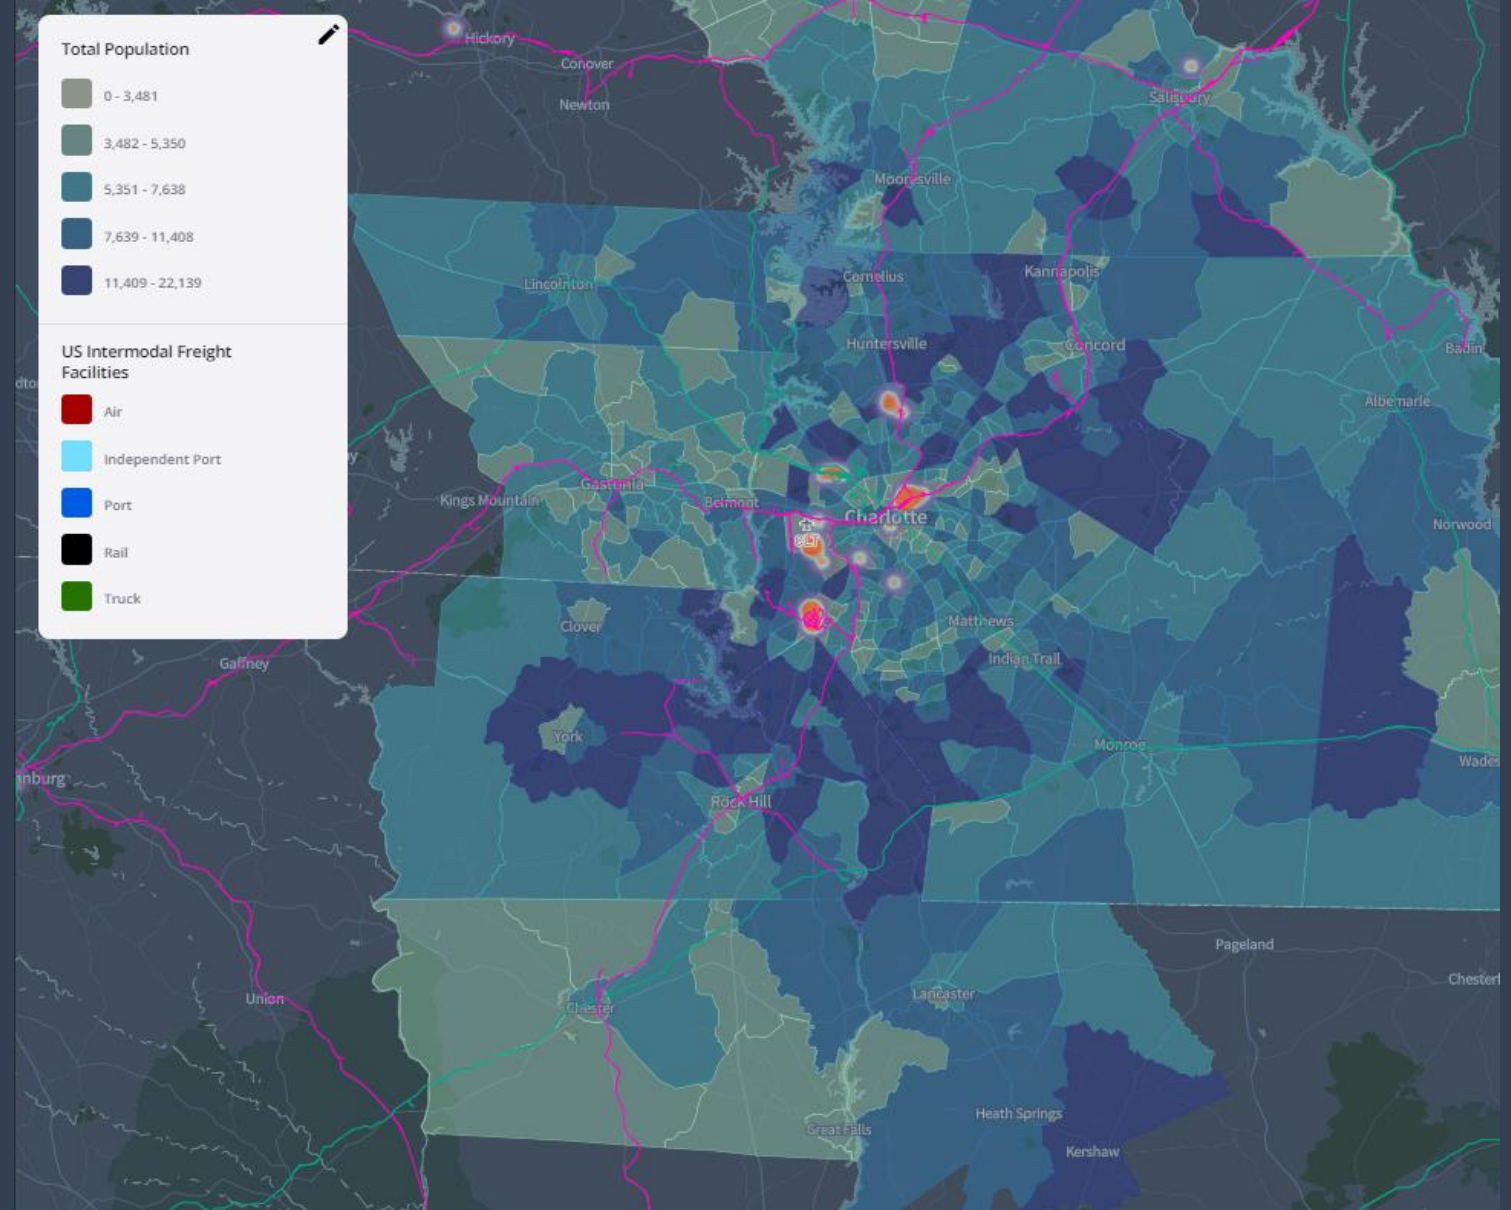 Total Population
0 - 3,481
3,482 - 5,350
5,351 - 7,638
7,639 - 11,408
11,409 - 22,139
US Intermodal Freight
Facilities
Air
Independent Port
Port
Rail
Truck
Hickory
Conover
Newton
Salisbury
Mooresville
Lincolnton
Cornelius
Kannapolis
Huntersville
Concord
Badin
Albemarle
Gastonia
Kings Mountain
Belmont
Charlotte
CLT
Norwood
Clover
Matthews
Indian Trail
Gaffney
York
Monroe
Rock Hill
Pageland
Union
Chester
Lancaster
Heath Springs
Great Falls
Kershaw